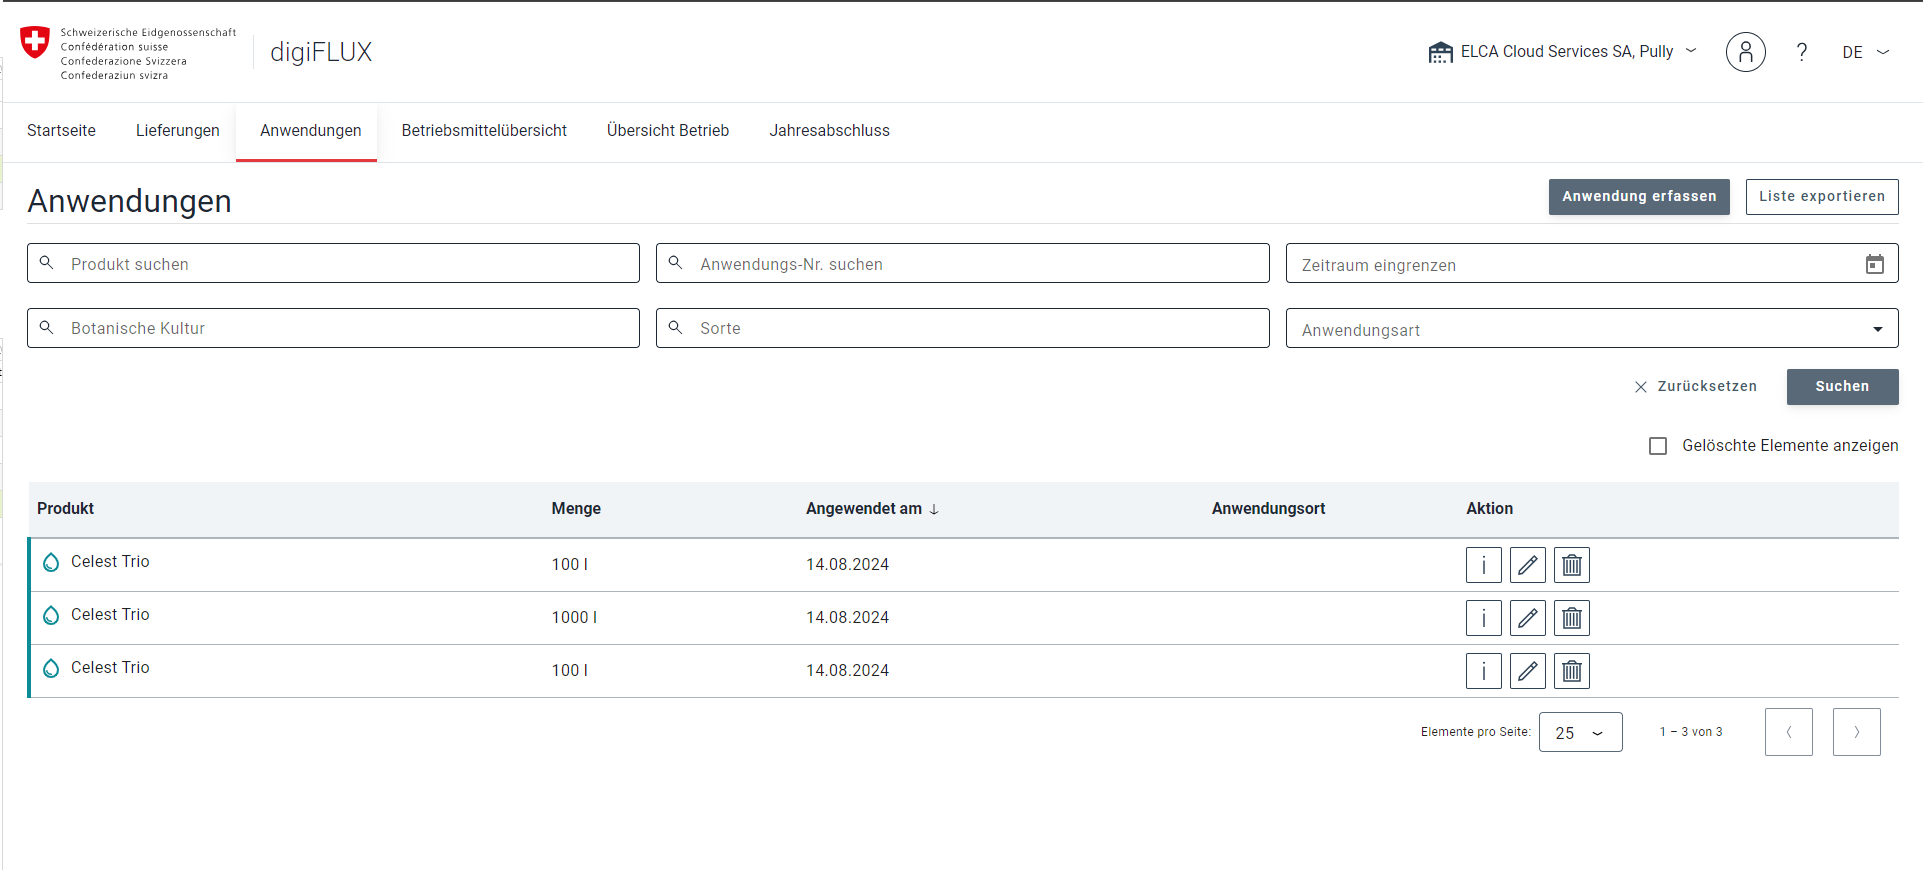 Schweizerische Eidgenossenschaft
Confédération suisse
Confederazione Svizzera
Confederaziun svizra
digiFLUX
ELCA Cloud Services SA, Pully
?
DE
Startseite
Lieferungen
Anwendungen
Betriebsmittelübersicht
Übersicht Betrieb
Jahresabschluss
Anwendungen
Anwendung erfassen
Liste exportieren
Produkt suchen
Anwendungs-Nr. suchen
Zeitraum eingrenzen
Botanische Kultur
Sorte
Anwendungsart
Zurücksetzen
Suchen
Gelöschte Elemente anzeigen
Produkt Menge Angewendet am ↓ Anwendungsort Aktion
Celest Trio 100 l 14.08.2024 i
Celest Trio 1000 l 14.08.2024 i
Celest Trio 100 l 14.08.2024 i
Elemente pro Seite: 25 1 – 3 von 3